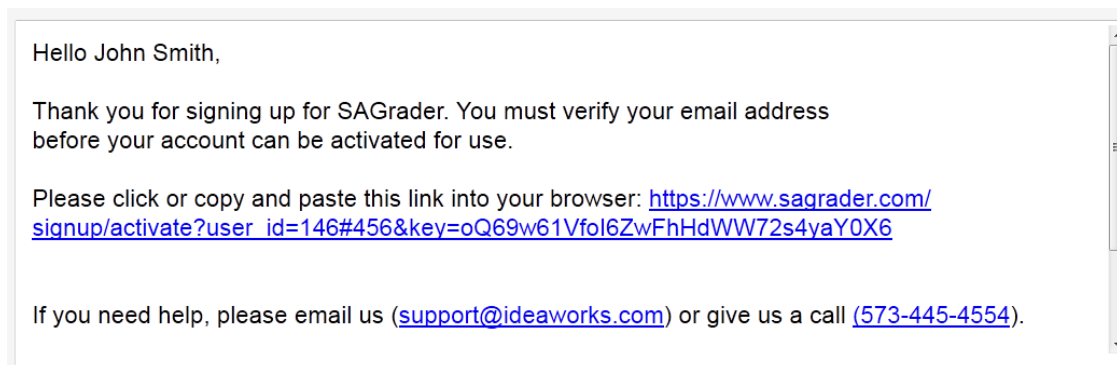 Hello John Smith,
Thank you for signing up for SAGrader. You must verify your email address
before your account can be activated for use.
Please click or copy and paste this link into your browser: https://www.sagrader.com/
signup/activate?user_id=146#456&key=oQ69w61VfoI6ZwFhHdWW72s4yaY0X6
If you need help, please email us (support@ideaworks.com) or give us a call (573-445-4554).